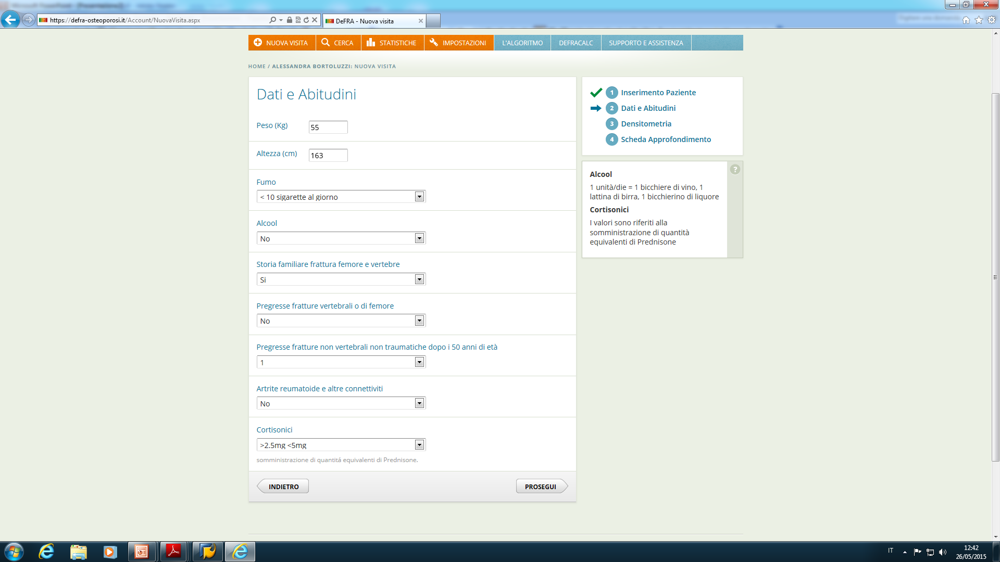 https://defra-osteoporosi.it/Account/NuovaVisita.aspx
DeFRA - Nuova visita
NUOVA VISITA
CERCA
STATISTICHE
IMPOSTAZIONI
L'ALGORITMO
DEFRACALC
SUPPORTO E ASSISTENZA
HOME / ALESSANDRA BORTOLUZZI: NUOVA VISITA
Dati e Abitudini
Peso (Kg)
55
Altezza (cm)
163
Fumo
< 10 sigarette al giorno
Alcool
No
Storia familiare frattura femore e vertebre
Si
Pregresse fratture vertebrali o di femore
No
Pregresse fratture non vertebrali non traumatiche dopo i 50 anni di età
1
Artrite reumatoide e altre connettiviti
No
Cortisonici
>2.5mg <5mg
somministrazione di quantitá equivalenti di Prednisone.
INDIETRO
PROSEGUI
1 Inserimento Paziente
2 Dati e Abitudini
3 Densitometria
4 Scheda Approfondimento
?
Alcool
1 unità/die = 1 bicchiere di vino, 1
lattina di birra, 1 bicchierino di liquore
Cortisonici
I valori sono riferiti alla
somministrazione di quantità
equivalenti di Prednisone
IT
12:42
26/05/2015